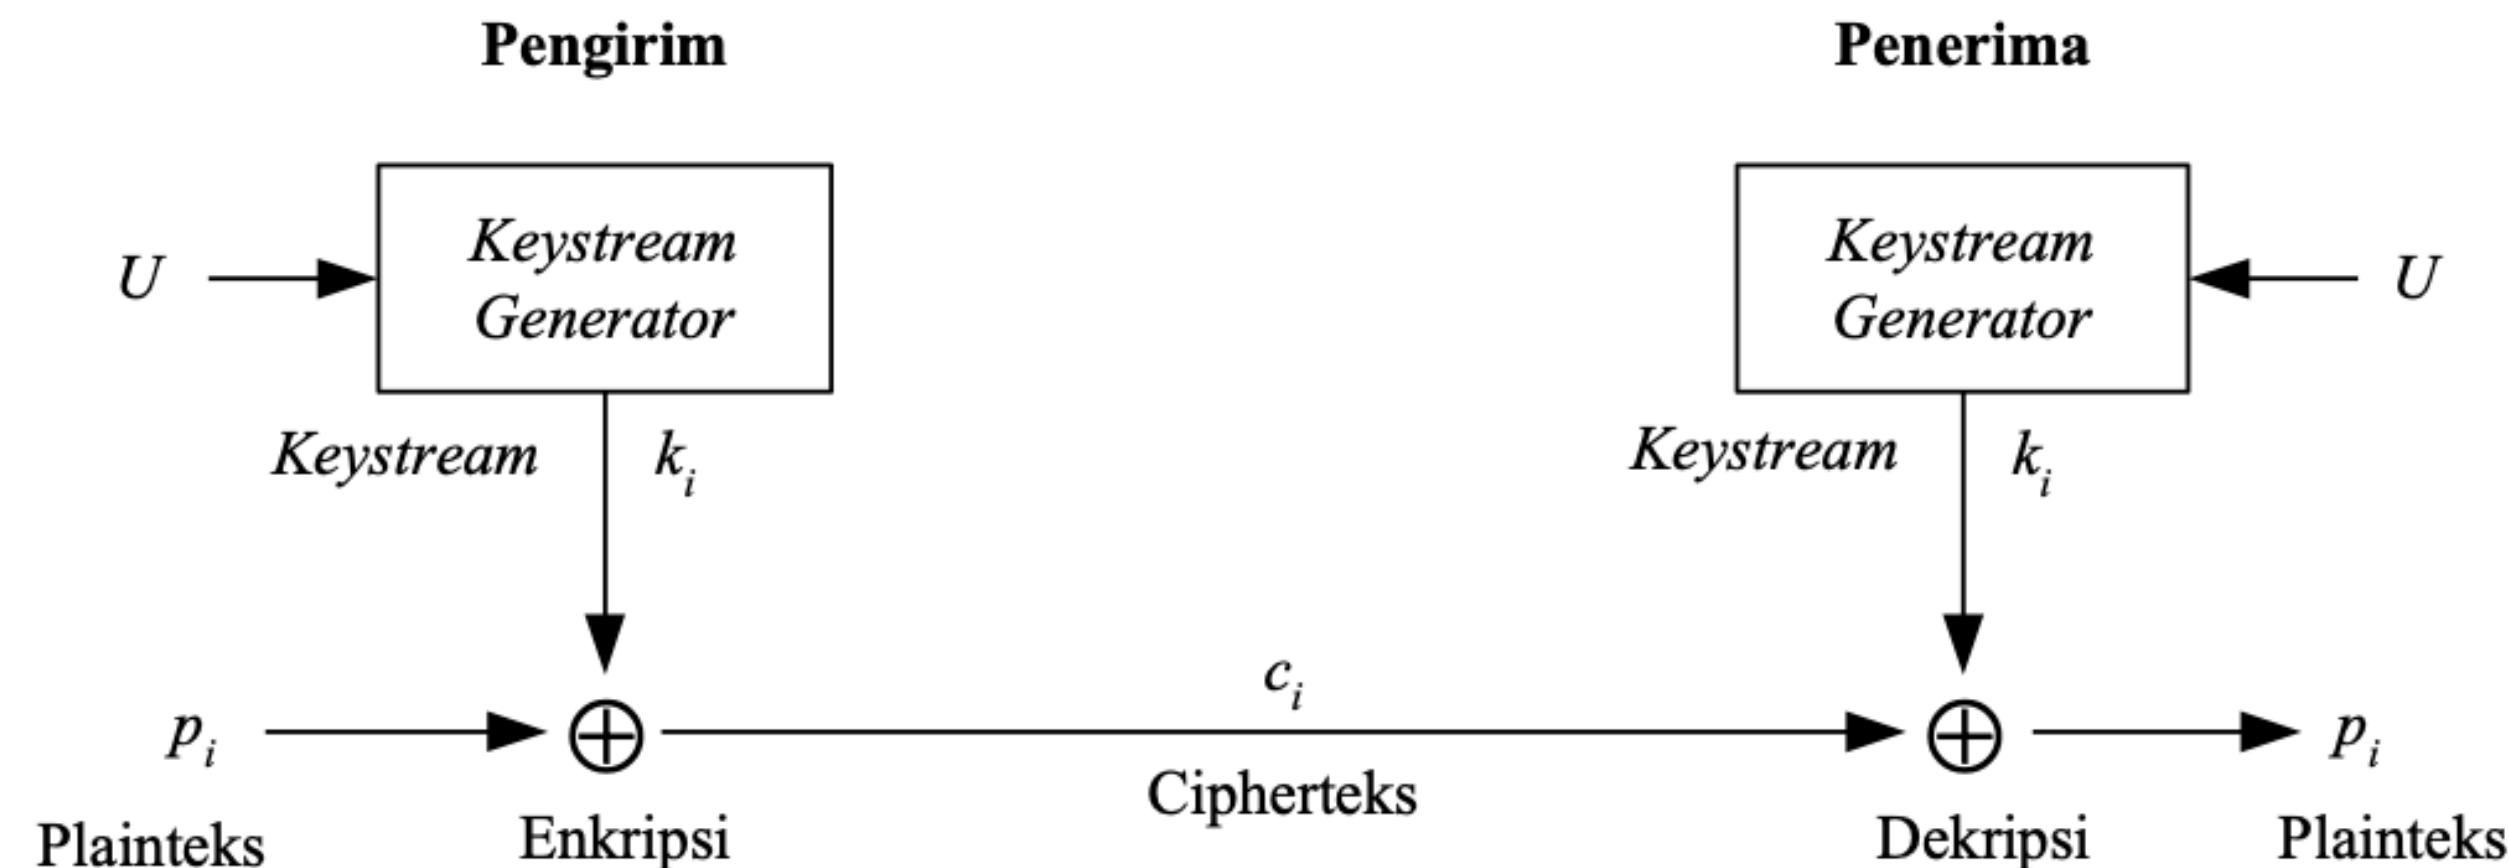 Pengirim
Penerima
Keystream
Generator
Keystream
Generator
U
U
Keystream
k_i
Keystream
k_i
c_i
p_i
p_i
Cipherteks
Plainteks
Enkripsi
Dekripsi
Plainteks